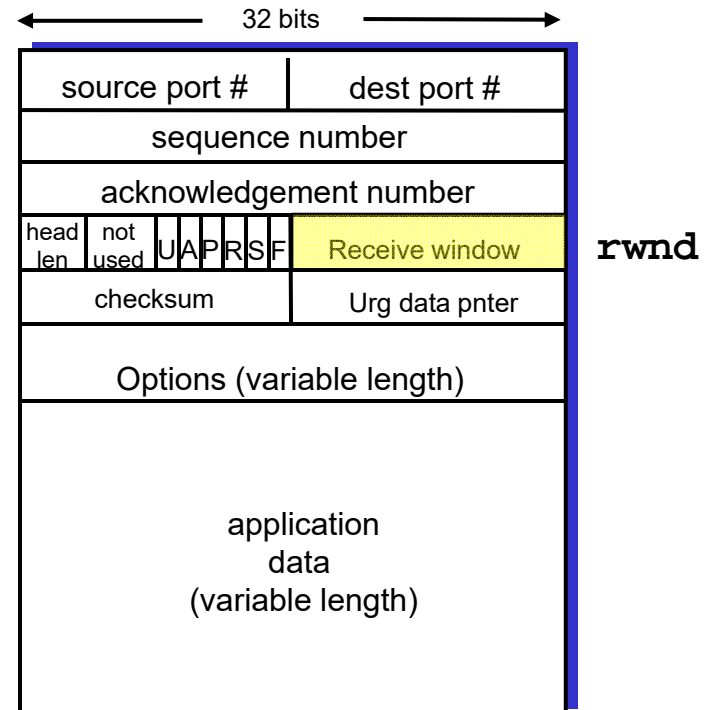 32 bits
source port #
dest port #
sequence number
acknowledgement number
head
len
not
used
U
A
P
R
S
F
Receive window
rwnd
checksum
Urg data pnter
Options (variable length)
application
data
(variable length)